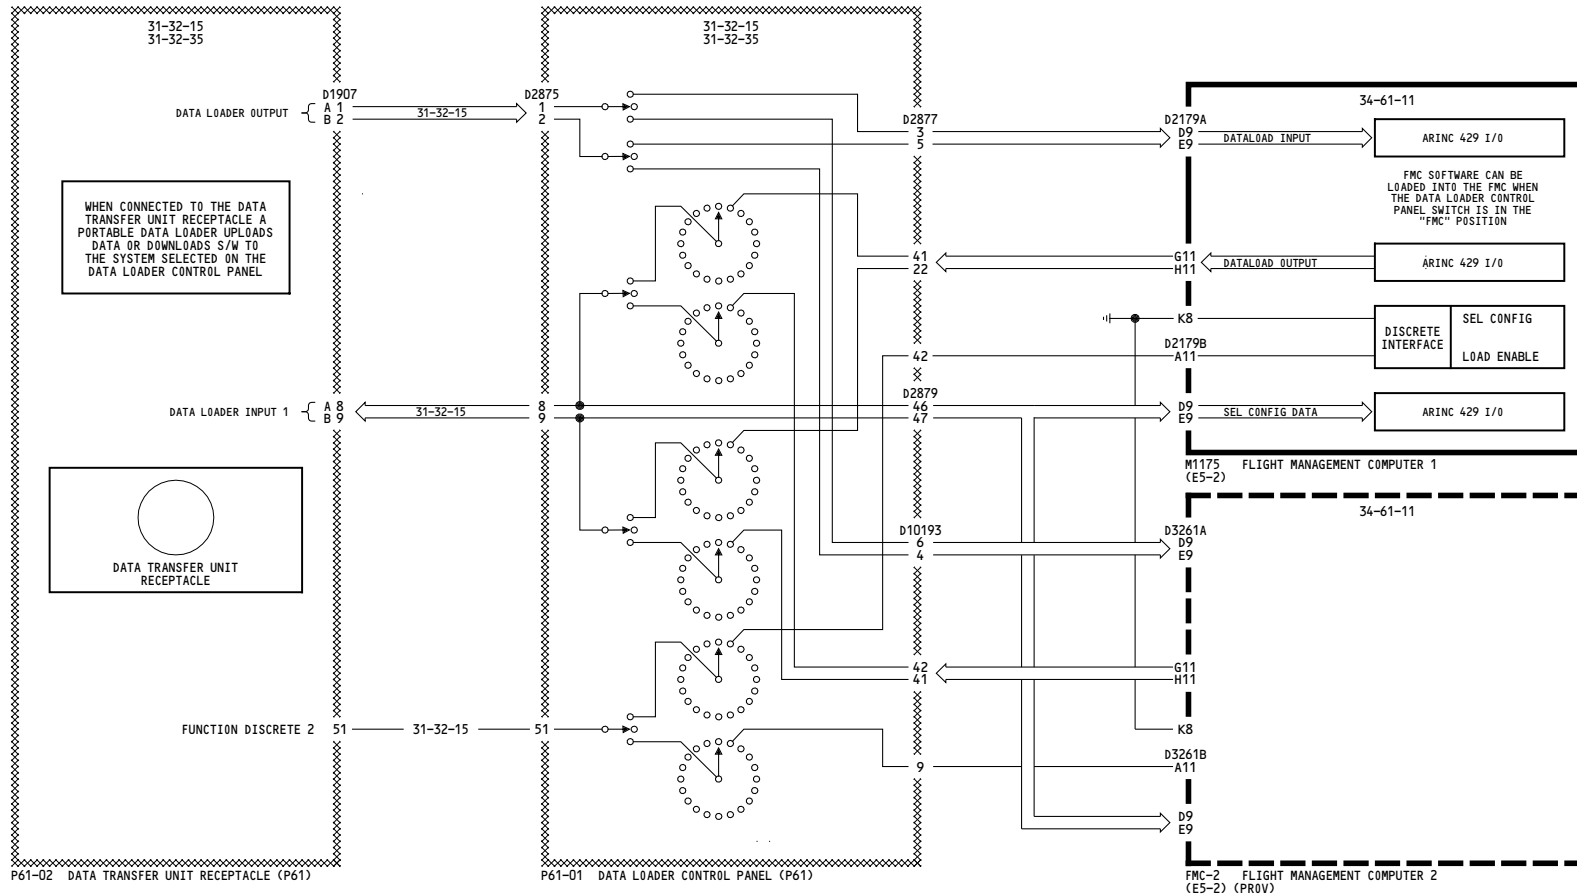 31-32-15
31-32-35
D1907
DATA LOADER OUTPUT
A 1
B 2
31-32-15
WHEN CONNECTED TO THE DATA
TRANSFER UNIT RECEPTACLE A
PORTABLE DATA LOADER UPLOADS
DATA OR DOWNLOADS S/W TO
THE SYSTEM SELECTED ON THE
DATA LOADER CONTROL PANEL
DATA LOADER INPUT 1
A 8
B 9
31-32-15
DATA TRANSFER UNIT
RECEPTACLE
FUNCTION DISCRETE 2
51
31-32-15
P61-02 DATA TRANSFER UNIT RECEPTACLE (P61)
31-32-15
31-32-35
D2875
1
2
8
9
51
D2877
3
5
41
22
42
D2879
46
47
D10193
6
4
42
41
9
P61-01 DATA LOADER CONTROL PANEL (P61)
34-61-11
D2179A
D9
E9
DATALOAD INPUT
ARINC 429 I/O
FMC SOFTWARE CAN BE
LOADED INTO THE FMC WHEN
THE DATA LOADER CONTROL
PANEL SWITCH IS IN THE
"FMC" POSITION
G11
H11
DATALOAD OUTPUT
ARINC 429 I/O
K8
DISCRETE
INTERFACE
SEL CONFIG
LOAD ENABLE
D2179B
A11
D9
E9
SEL CONFIG DATA
ARINC 429 I/O
M1175 FLIGHT MANAGEMENT COMPUTER 1
(E5-2)
34-61-11
D3261A
D9
E9
G11
H11
K8
D3261B
A11
D9
E9
FMC-2 FLIGHT MANAGEMENT COMPUTER 2
(E5-2) (PROV)